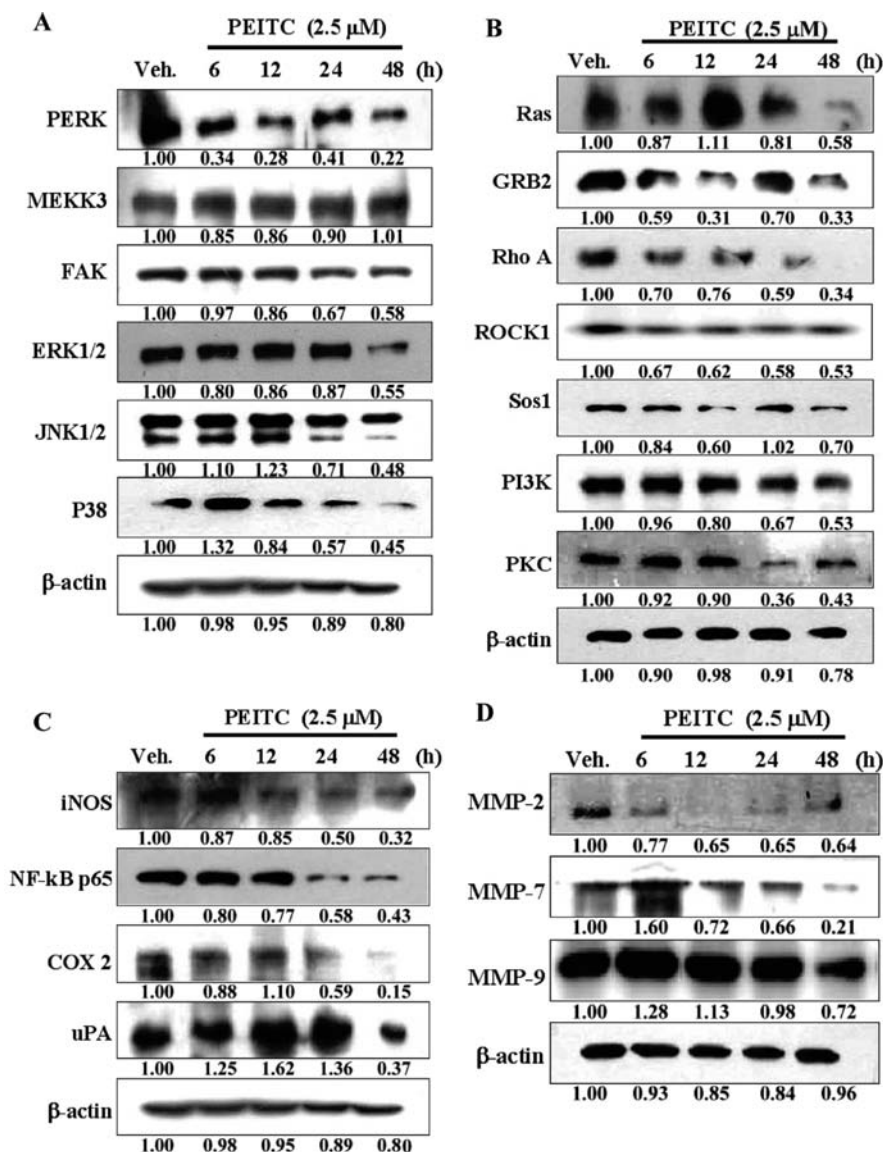 A
PEITC (2.5 µM)
Veh. 6 12 24 48 (h)
PERK
1.00 0.34 0.28 0.41 0.22
MEKK3
1.00 0.85 0.86 0.90 1.01
FAK
1.00 0.97 0.86 0.67 0.58
ERK1/2
1.00 0.80 0.86 0.87 0.55
JNK1/2
1.00 1.10 1.23 0.71 0.48
P38
1.00 1.32 0.84 0.57 0.45
β-actin
1.00 0.98 0.95 0.89 0.80
B
PEITC (2.5 µM)
Veh. 6 12 24 48 (h)
Ras
1.00 0.87 1.11 0.81 0.58
GRB2
1.00 0.59 0.31 0.70 0.33
Rho A
1.00 0.70 0.76 0.59 0.34
ROCK1
1.00 0.67 0.62 0.58 0.53
Sos1
1.00 0.84 0.60 1.02 0.70
PI3K
1.00 0.96 0.80 0.67 0.53
PKC
1.00 0.92 0.90 0.36 0.43
β-actin
1.00 0.90 0.98 0.91 0.78
C
PEITC (2.5 µM)
Veh. 6 12 24 48 (h)
iNOS
1.00 0.87 0.85 0.50 0.32
NF-kB p65
1.00 0.80 0.77 0.58 0.43
COX 2
1.00 0.88 1.10 0.59 0.15
uPA
1.00 1.25 1.62 1.36 0.37
β-actin
1.00 0.98 0.95 0.89 0.80
D
PEITC (2.5 µM)
Veh. 6 12 24 48 (h)
MMP-2
1.00 0.77 0.65 0.65 0.64
MMP-7
1.00 1.60 0.72 0.66 0.21
MMP-9
1.00 1.28 1.13 0.98 0.72
β-actin
1.00 0.93 0.85 0.84 0.96